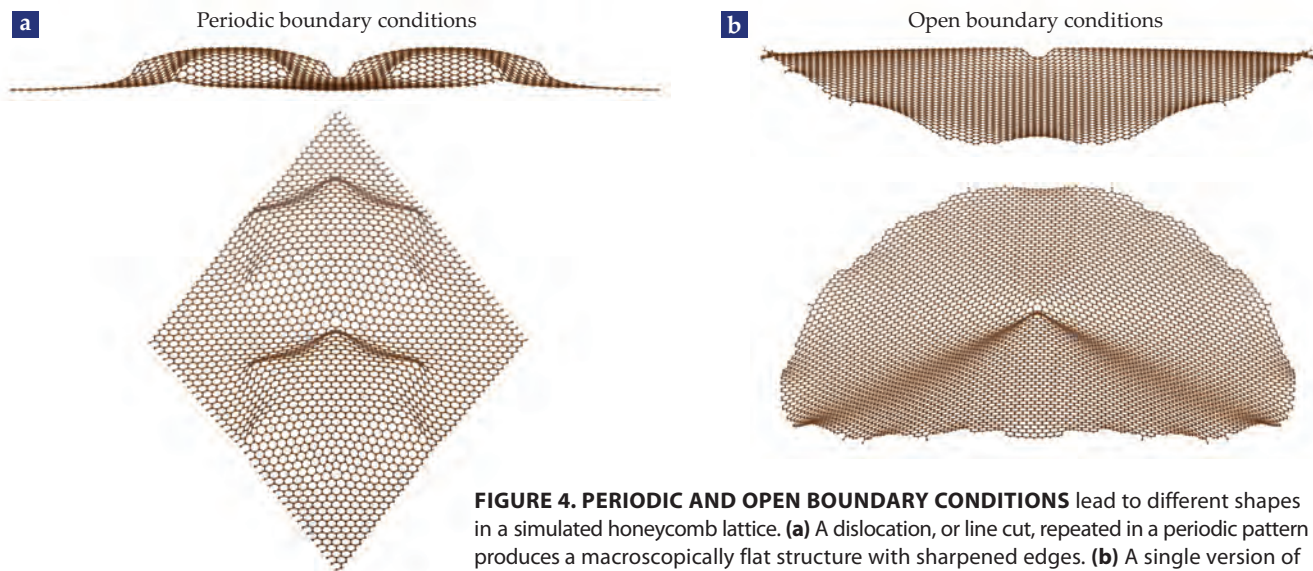 a
Periodic boundary conditions
b
Open boundary conditions
FIGURE 4. PERIODIC AND OPEN BOUNDARY CONDITIONS lead to different shapes
in a simulated honeycomb lattice. (a) A dislocation, or line cut, repeated in a periodic pattern
produces a macroscopically flat structure with sharpened edges. (b) A single version of